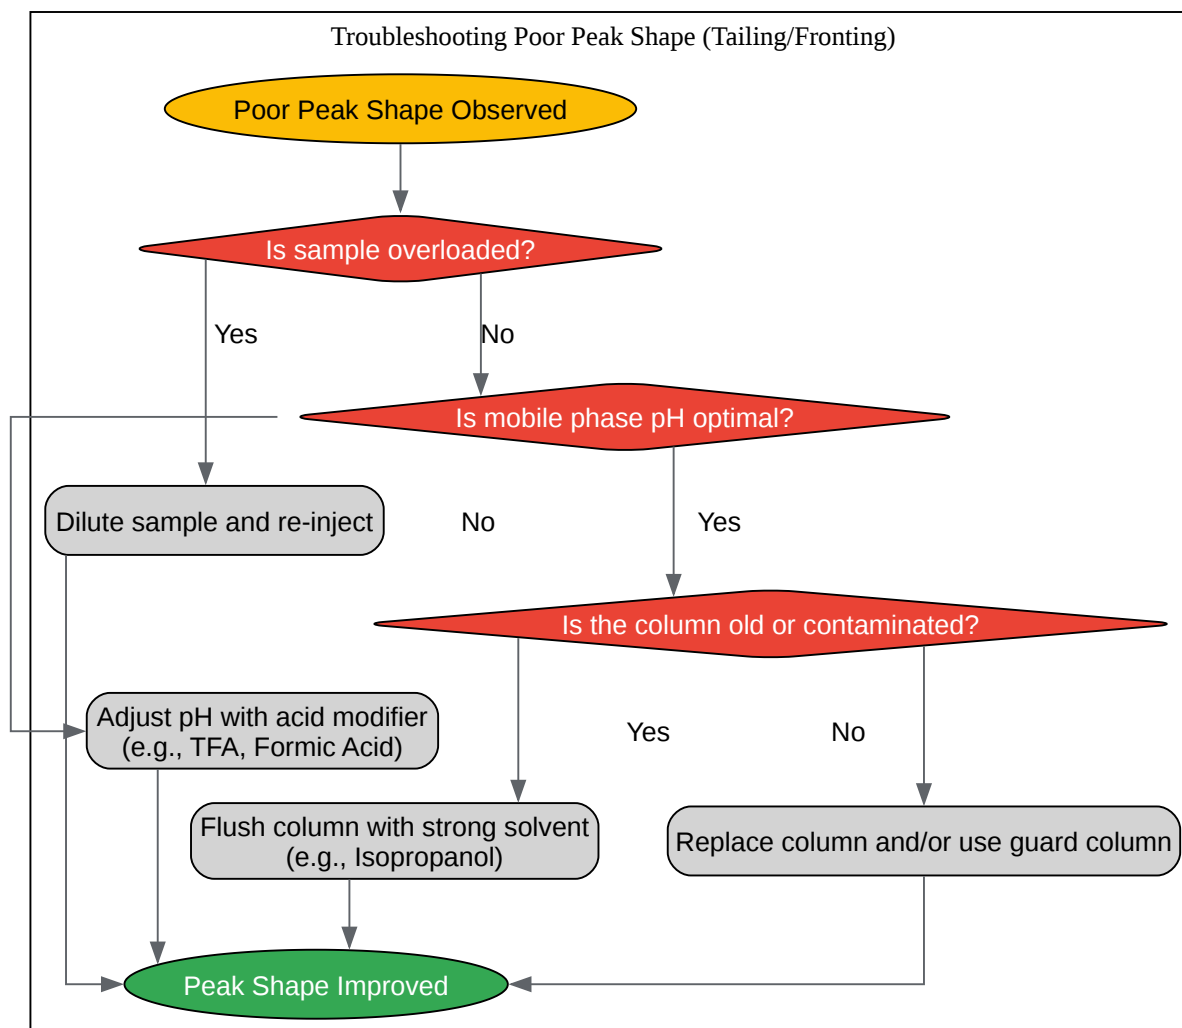 Troubleshooting Poor Peak Shape (Tailing/Fronting)
Poor Peak Shape Observed
Is sample overloaded?
Yes
No
Is mobile phase pH optimal?
Dilute sample and re-inject
No
Yes
Is the column old or contaminated?
Adjust pH with acid modifier
(e.g., TFA, Formic Acid)
Yes
No
Flush column with strong solvent
(e.g., Isopropanol)
Replace column and/or use guard column
Peak Shape Improved